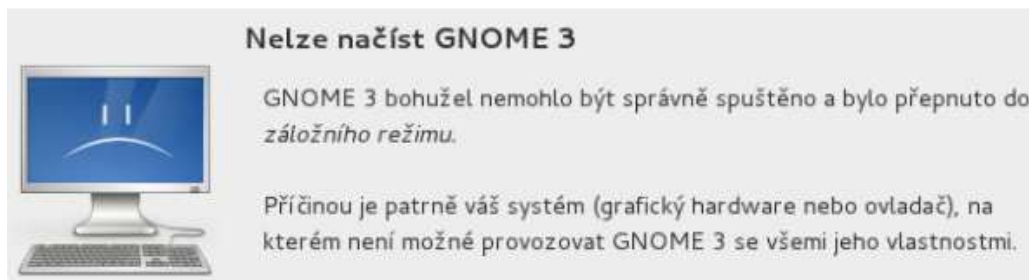 Nelze načíst GNOME 3
GNOME 3 bohužel nemohlo být správně spuštěno a bylo přepnuto do
záložního režimu.
Příčinou je patrně váš systém (grafický hardware nebo ovladač), na
kterém není možné provozovat GNOME 3 se všemi jeho vlastnostmi.